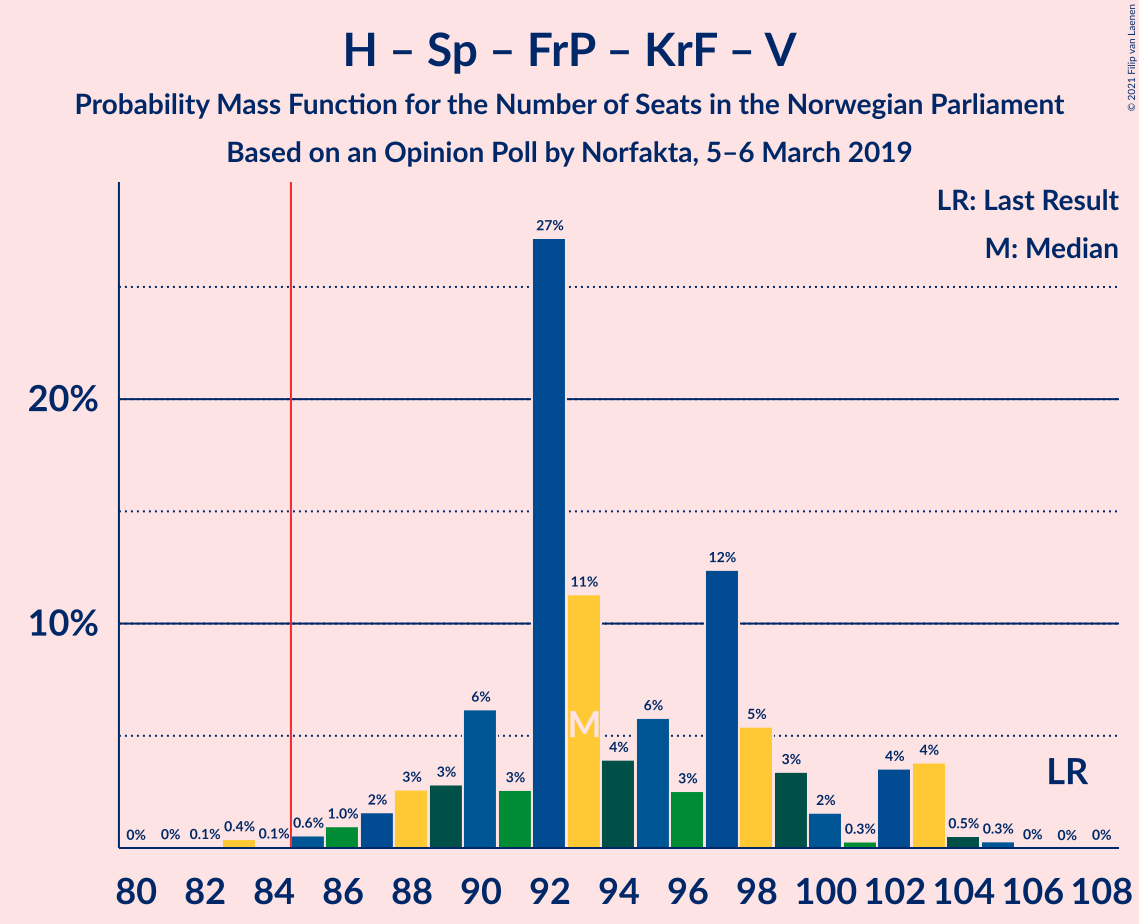 H – Sp – FrP – KrF – V
Probability Mass Function for the Number of Seats in the Norwegian Parliament
Based on an Opinion Poll by Norfakta, 5–6 March 2019
© 2021 Filip van Laenen
LR: Last Result
M: Median
20%
10%
0% 0% 0.1% 0.4% 0.1% 0.6% 1.0% 2% 3% 3% 6% 3% 27% 11% 4% 6% 3% 12% 5% 3% 2% 0.3% 4% 4% 0.5% 0.3% 0% 0% 0%
M
LR
80 82 84 86 88 90 92 94 96 98 100 102 104 106 108